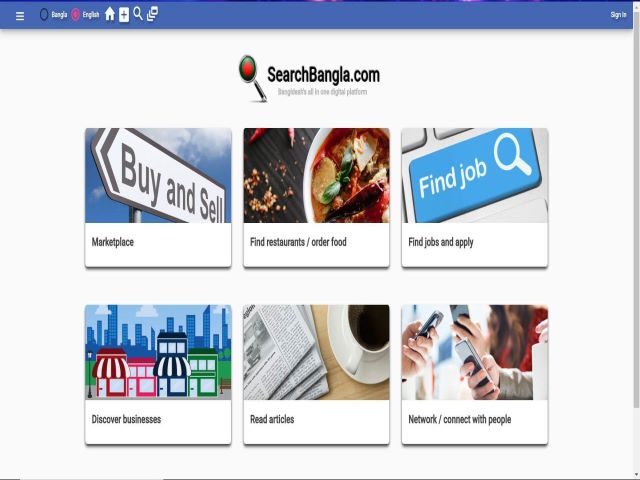 Bangla English Sign In
SearchBangla.com
Bangldesh's all in one digital platform
Buy and Sell
Find job
Marketplace
Find restaurants / order food
Find jobs and apply
Discover businesses
Read articles
Network / connect with people